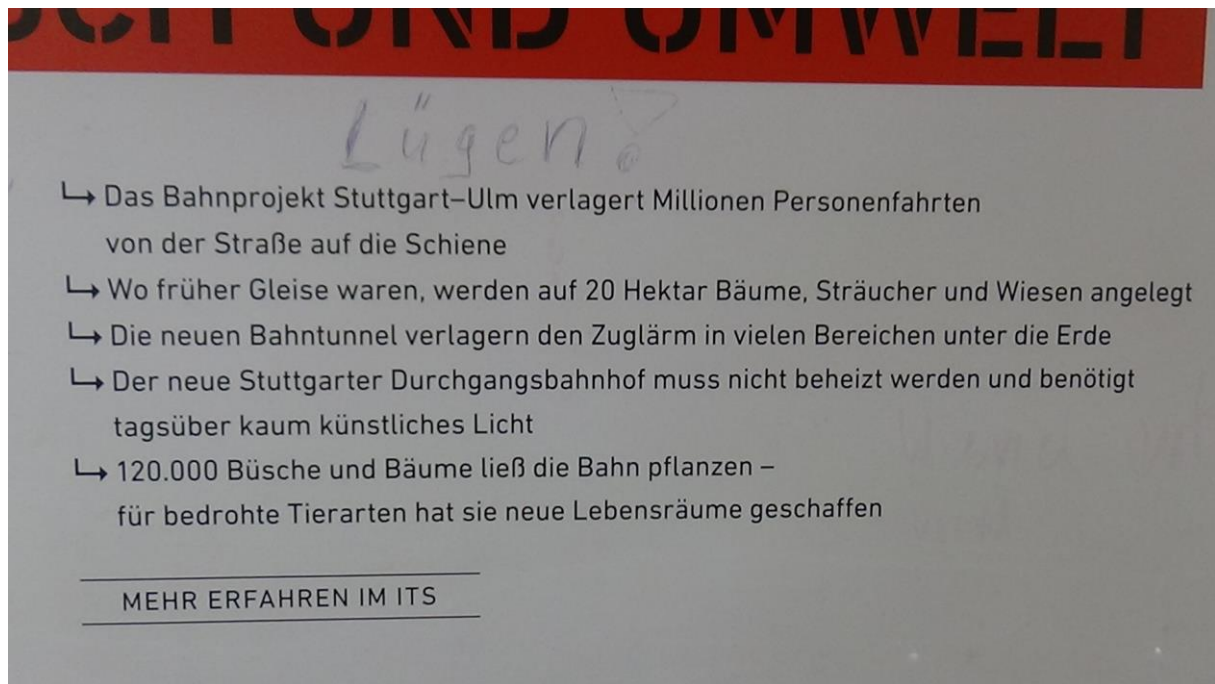 UND UMWELT
Lügen!
↳ Das Bahnprojekt Stuttgart–Ulm verlagert Millionen Personenfahrten
von der Straße auf die Schiene
↳ Wo früher Gleise waren, werden auf 20 Hektar Bäume, Sträucher und Wiesen angelegt
↳ Die neuen Bahntunnel verlagern den Zuglärm in vielen Bereichen unter die Erde
↳ Der neue Stuttgarter Durchgangsbahnhof muss nicht beheizt werden und benötigt
tagsüber kaum künstliches Licht
↳ 120.000 Büsche und Bäume ließ die Bahn pflanzen –
für bedrohte Tierarten hat sie neue Lebensräume geschaffen
MEHR ERFAHREN IM ITS